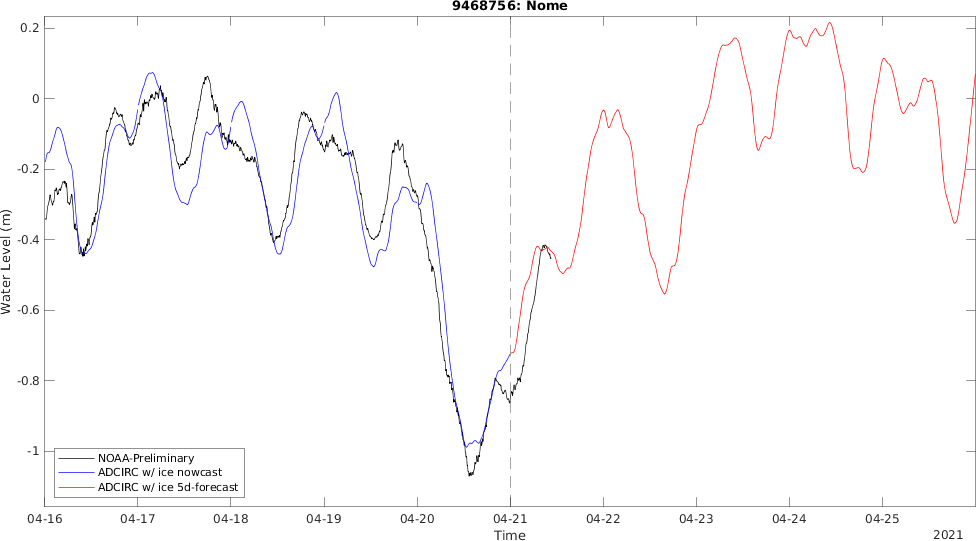 9468756: Nome
0.2
0
-0.2
-0.4
-0.6
-0.8
-1
Water Level (m)
NOAA-Preliminary
ADCIRC w/ ice nowcast
ADCIRC w/ ice 5d-forecast
04-16 04-17 04-18 04-19 04-20 04-21 04-22 04-23 04-24 04-25
Time
2021